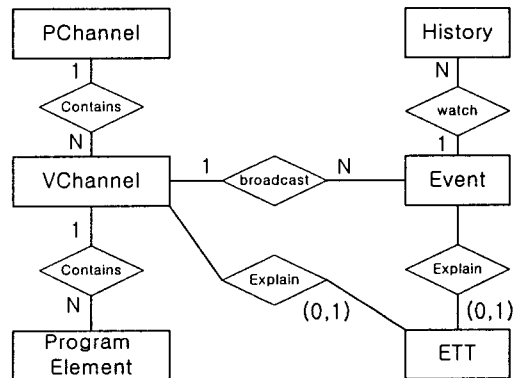 PChannel
History
1
N
Contains
watch
N
1
VChannel
1
broadcast
N
Event
1
Contains
Explain
Explain
N
(0,1)
(0,1)
Program
Element
ETT